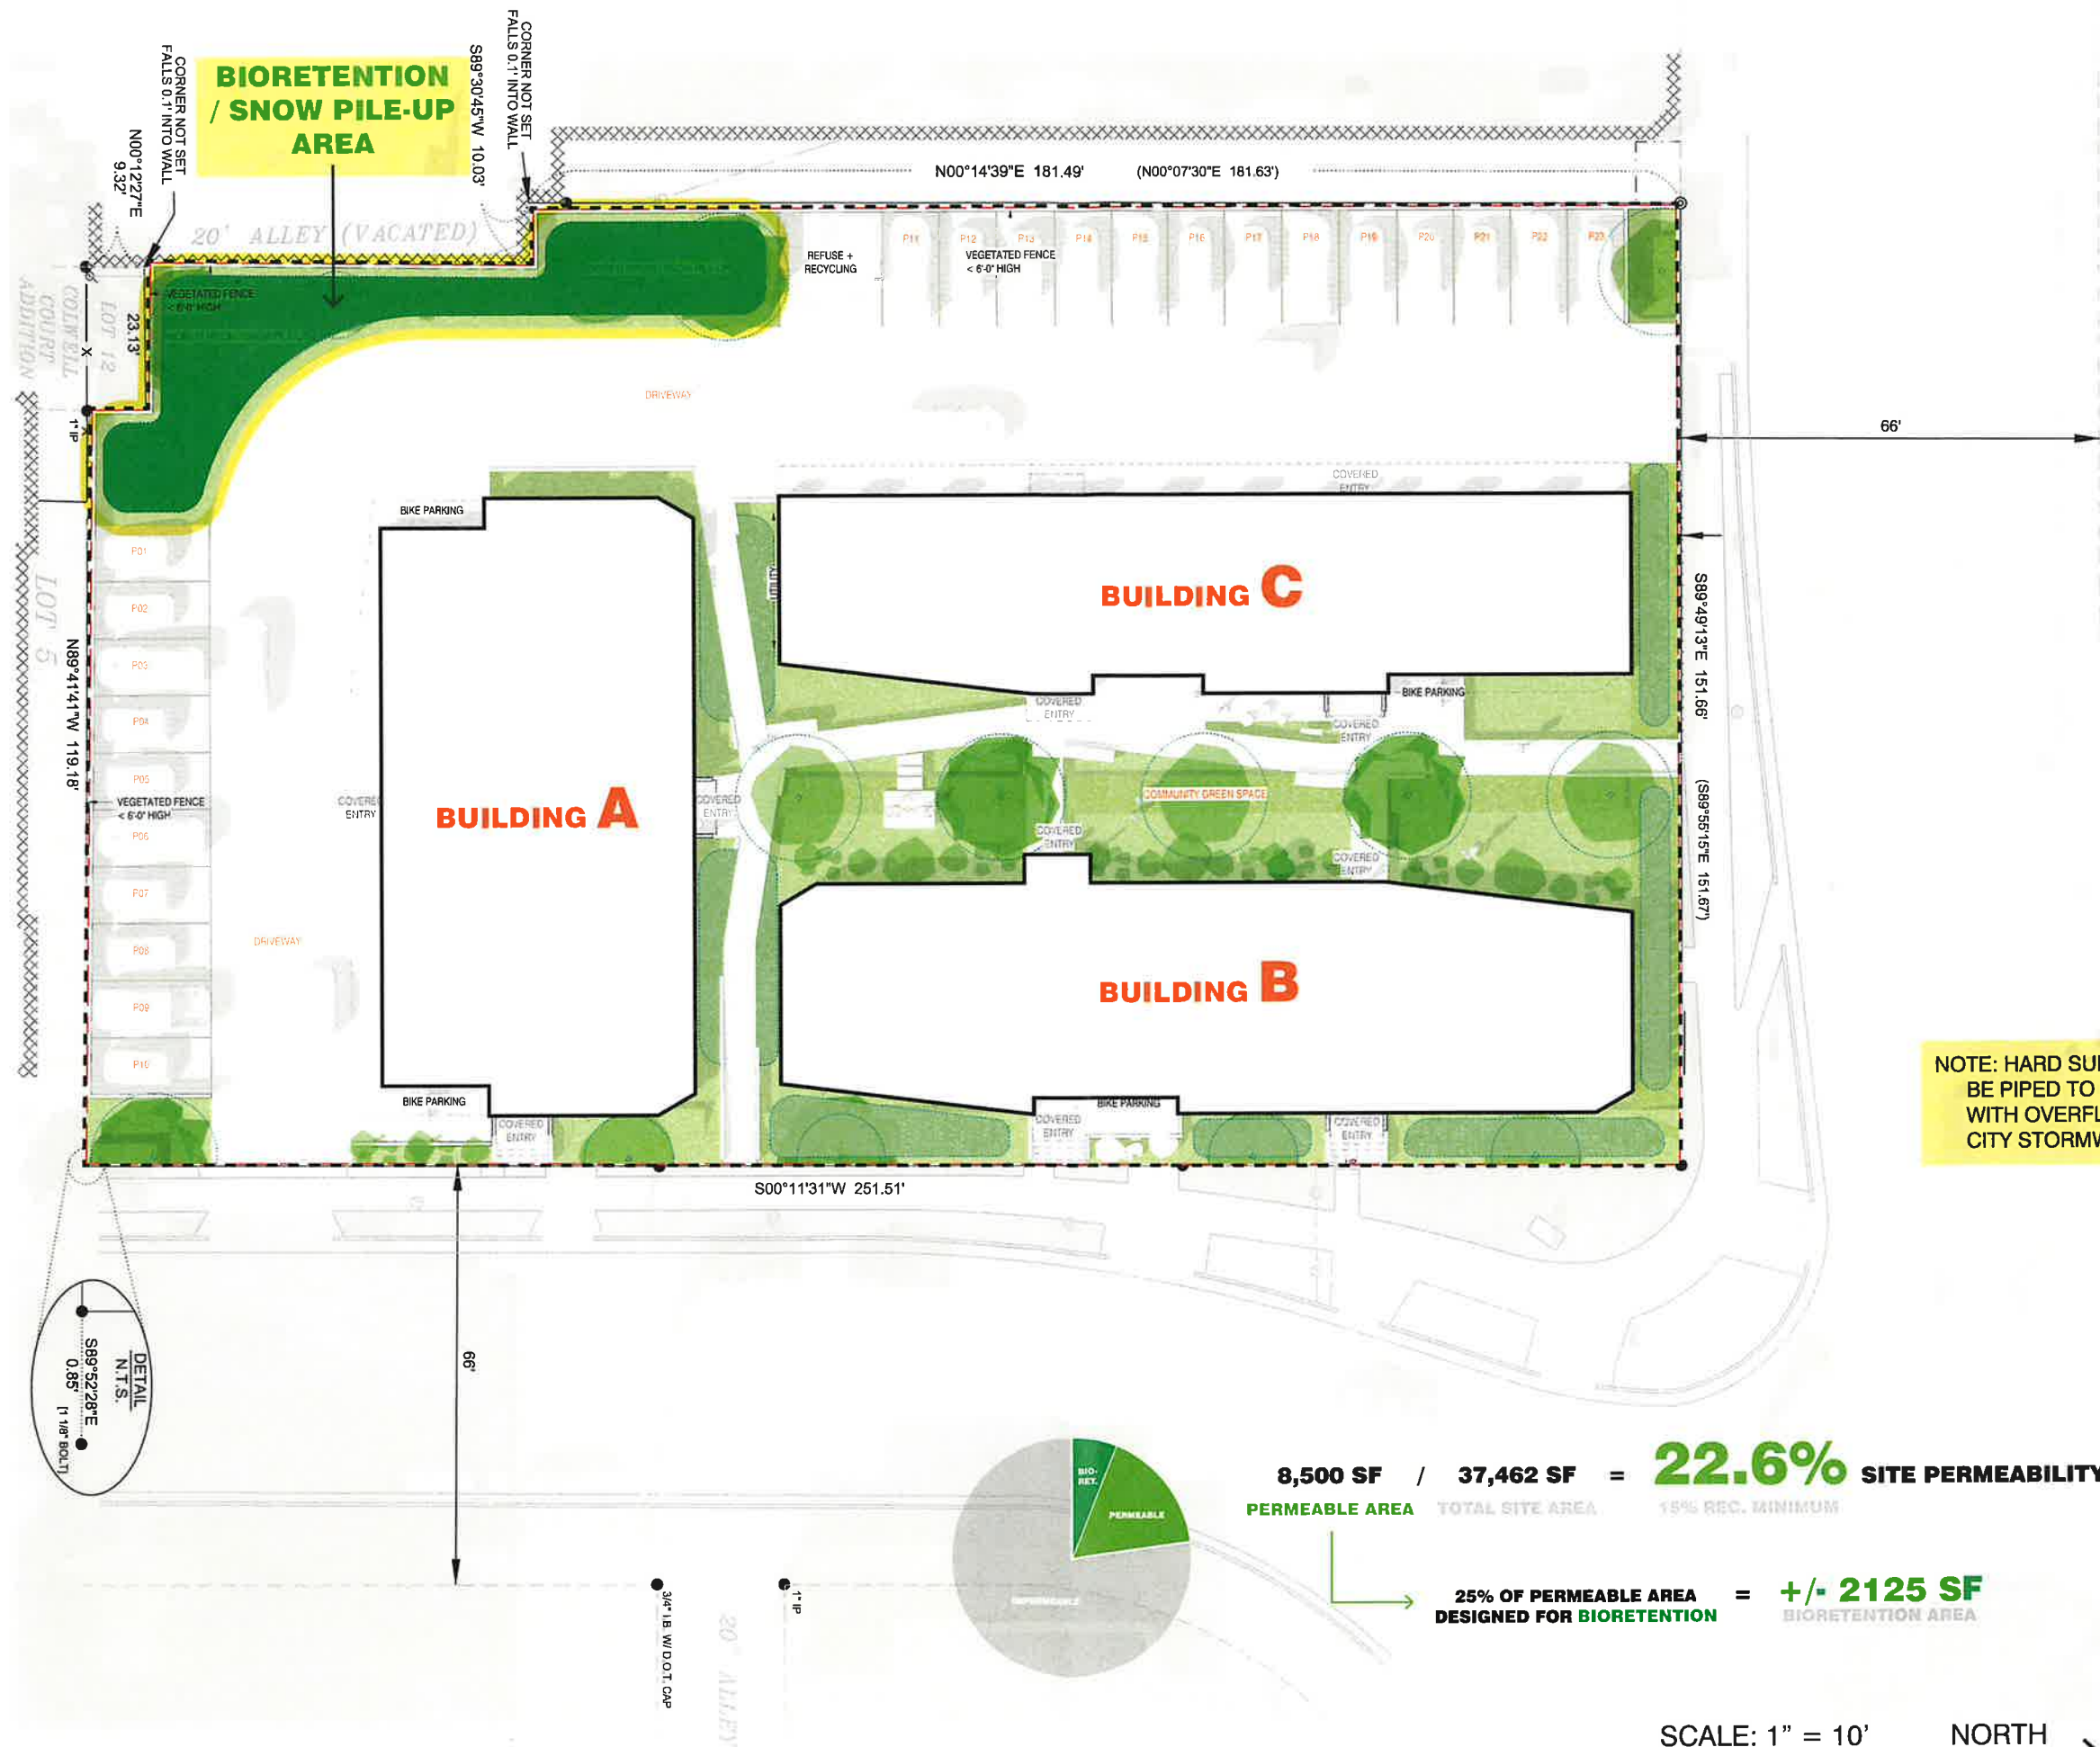 CORNER NOT SET
FALLS 0.1' INTO WALL
S89°30'45"W 10.03'
CORNER NOT SET
FALLS 0.1' INTO WALL
BIORETENTION
/ SNOW PILE-UP
AREA
N00°12'27"E
9.32'
N00°14'39"E 181.49' (N00°07'30"E 181.63')
20' ALLEY (VACATED)
REFUSE +
RECYCLING
P11
P12
P13
P14
P15
P16
P17
P18
P19
P20
P21
P22
P23
VEGETATED FENCE
< 6'-0" HIGH
VEGETATED FENCE
< 6'-0" HIGH
23.13'
LOT 12
COLWELL
COURT
ADDITION
X
1" IP
DRIVEWAY
66'
COVERED
ENTRY
BIKE PARKING
P01
P02
P03
P04
P05
P06
P07
P08
P09
P10
LOT 5
N89°41'41"W 119.18'
VEGETATED FENCE
< 6'-0" HIGH
UTILITY
BUILDING C
BIKE PARKING
COVERED
ENTRY
COVERED
ENTRY
S89°49'13"E 151.66'
(S89°55'15"E 151.67')
COVERED
ENTRY
BUILDING A
COVERED
ENTRY
COMMUNITY GREEN SPACE
COVERED
ENTRY
COVERED
ENTRY
DRIVEWAY
BUILDING B
BIKE PARKING
COVERED
ENTRY
COVERED
ENTRY
BIKE PARKING
COVERED
ENTRY
NOTE: HARD SU
BE PIPED TO
WITH OVERFL
CITY STORMW
S00°11'31"W 251.51'
66'
DETAIL
N.T.S.
S89°52'28"E
0.85'
[1 1/8" BOLT]
BIO-
RET.
PERMEABLE
IMPERMEABLE
8,500 SF / 37,462 SF = 22.6% SITE PERMEABILITY
PERMEABLE AREA TOTAL SITE AREA 15% REC. MINIMUM
25% OF PERMEABLE AREA = +/- 2125 SF
DESIGNED FOR BIORETENTION BIORETENTION AREA
3/4" I.B. W/ D.O.T. CAP
1" IP
20' ALLEY
SCALE: 1" = 10' NORTH